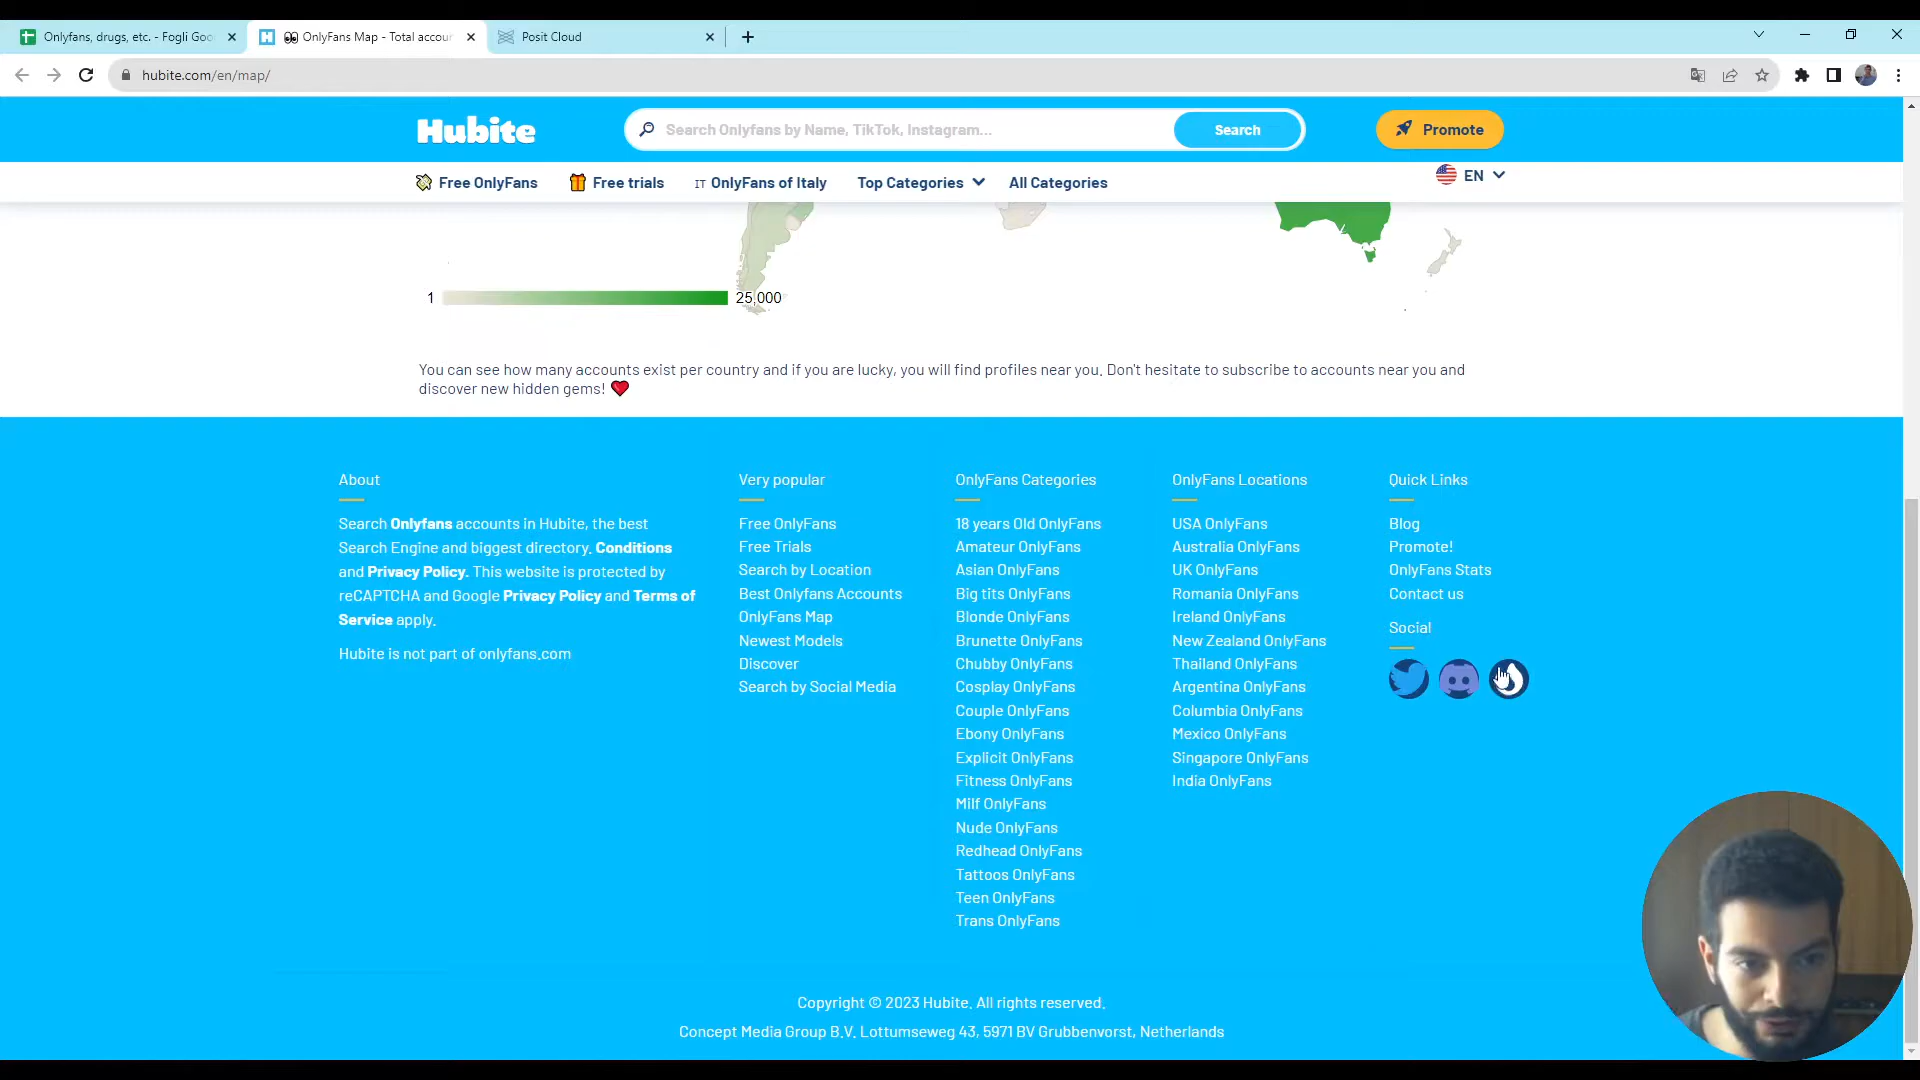 Onlyfans, drugs, etc. - Fogli Goo
OnlyFans Map - Total accour
Posit Cloud
hubite.com/en/map/
Hubite
Search Onlyfans by Name, TikTok, Instagram...
Search
Promote
Free OnlyFans
Free trials
IT OnlyFans of Italy
Top Categories
All Categories
EN
1
25,000
You can see how many accounts exist per country and if you are lucky, you will find profiles near you. Don't hesitate to subscribe to accounts near you and
discover new hidden gems!
About
Search Onlyfans accounts in Hubite, the best
Search Engine and biggest directory. Conditions
and Privacy Policy. This website is protected by
reCAPTCHA and Google Privacy Policy and Terms of
Service apply.
Hubite is not part of onlyfans.com
Very popular
Free OnlyFans
Free Trials
Search by Location
Best Onlyfans Accounts
OnlyFans Map
Newest Models
Discover
Search by Social Media
OnlyFans Categories
18 years Old OnlyFans
Amateur OnlyFans
Asian OnlyFans
Big tits OnlyFans
Blonde OnlyFans
Brunette OnlyFans
Chubby OnlyFans
Cosplay OnlyFans
Couple OnlyFans
Ebony OnlyFans
Explicit OnlyFans
Fitness OnlyFans
Milf OnlyFans
Nude OnlyFans
Redhead OnlyFans
Tattoos OnlyFans
Teen OnlyFans
Trans OnlyFans
OnlyFans Locations
USA OnlyFans
Australia OnlyFans
UK OnlyFans
Romania OnlyFans
Ireland OnlyFans
New Zealand OnlyFans
Thailand OnlyFans
Argentina OnlyFans
Columbia OnlyFans
Mexico OnlyFans
Singapore OnlyFans
India OnlyFans
Quick Links
Blog
Promote!
OnlyFans Stats
Contact us
Social
Copyright © 2023 Hubite. All rights reserved.
Concept Media Group B.V. Lottumseweg 43, 5971 BV Grubbenvorst, Netherlands